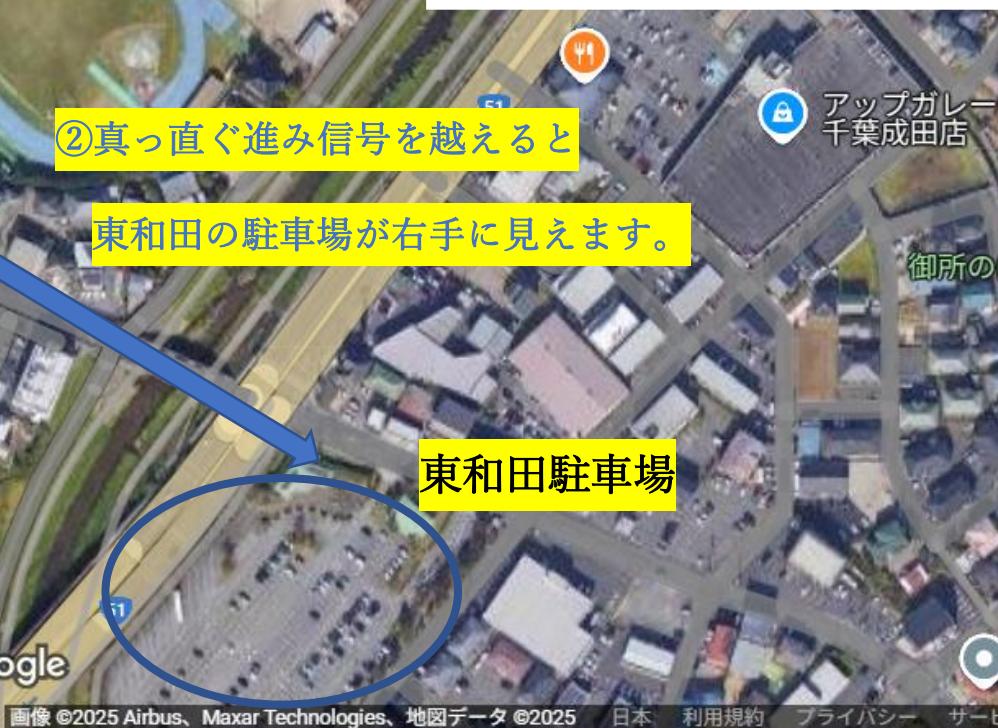 51
アップガレー
千葉成田店
②真っ直ぐ進み信号を越えると
東和田の駐車場が右手に見えます。
御所の
東和田駐車場
51
ogle
画像 ©2025 Airbus、Maxar Technologies、地図データ ©2025 日本 利用規約 プライバシー サー